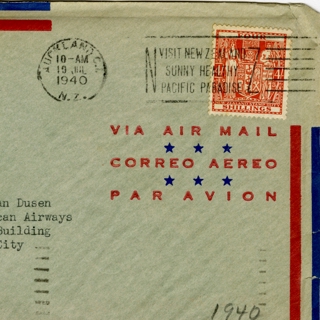 AUCKLAND
10-AM
19 JUL
1940
N.Z.
VISIT NEW ZEALAND
SUNNY HEALTHY
PACIFIC PARADISE
FOUR
SHILLINGS
VIA AIR MAIL
CORREO AEREO
PAR AVION
an Dusen
can Airways
Building
City
1940